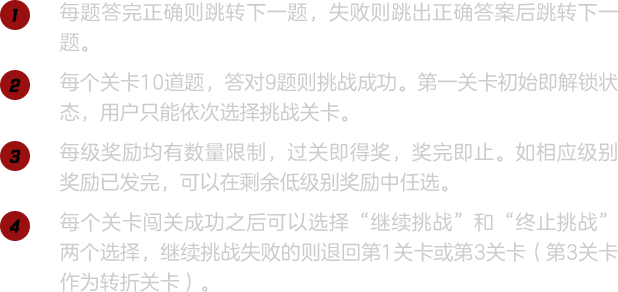 1 每题答完正确则跳转下一题，失败则跳出正确答案后跳转下一
题。
2 每个关卡10道题，答对9题则挑战成功。第一关卡初始即解锁状
态，用户只能依次选择挑战关卡。
3 每级奖励均有数量限制，过关即得奖，奖完即止。如相应级别
奖励已发完，可以在剩余低级别奖励中任选。
4 每个关卡闯关成功之后可以选择“继续挑战”和“终止挑战”
两个选择，继续挑战失败的则退回第1关卡或第3关卡（第3关卡
作为转折关卡）。